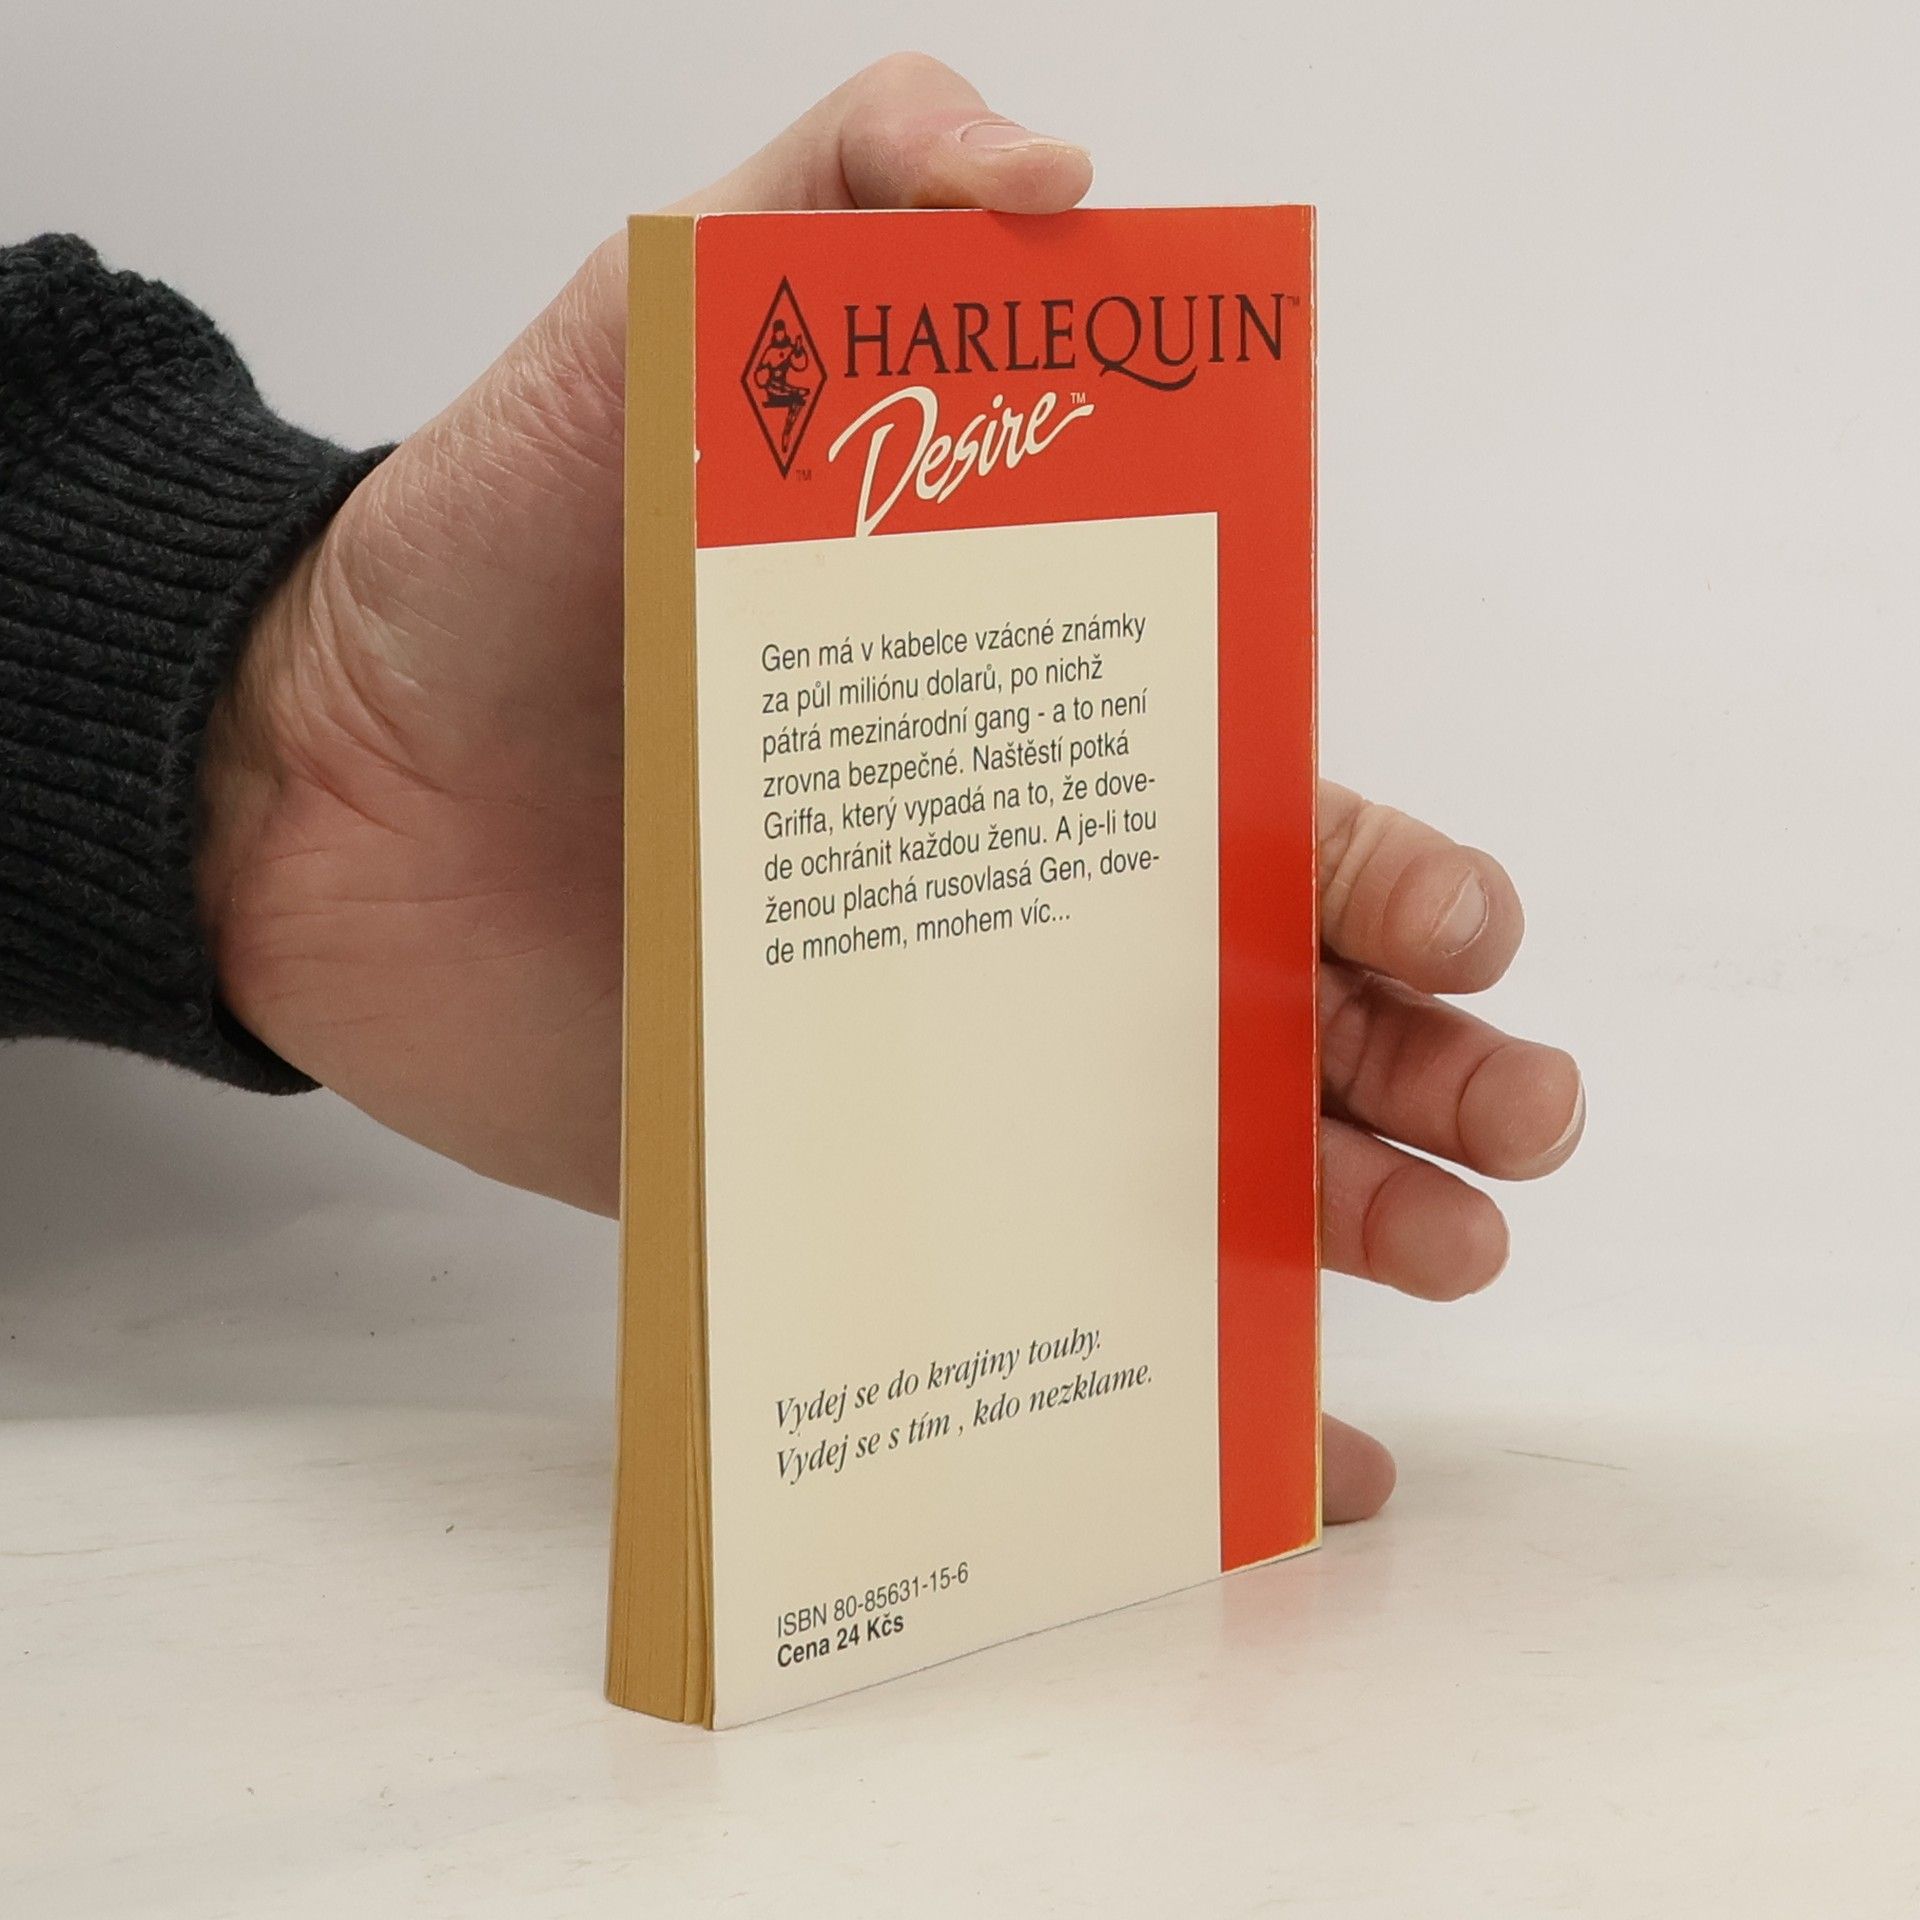 HARLEQUIN™
Desire™
TM
Gen má v kabelce vzácné známky
za půl miliónu dolarů, po nichž
pátrá mezinárodní gang - a to není
zrovna bezpečné. Naštěstí potká
Griffa, který vypadá na to, že dove-
de ochránit každou ženu. A je-li tou
ženou plachá rusovlasá Gen, dove-
de mnohem, mnohem víc...
Vydej se do krajiny touhy.
Vydej se s tím , kdo nezklame.
ISBN 80-85631-15-6
Cena 24 Kčs